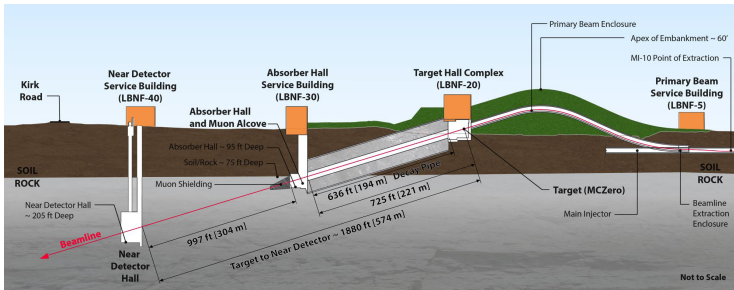 Primary Beam Enclosure
Apex of Embankment ~ 60'
MI-10 Point of Extraction
Kirk
Road
Near Detector
Service Building
(LBNF-40)
Absorber Hall
Service Building
(LBNF-30)
Target Hall Complex
(LBNF-20)
Primary Beam
Service Building
(LBNF-5)
Absorber Hall
and Muon Alcove
Absorber Hall ~ 95 ft Deep
Soil/Rock ~ 75 ft Deep
Muon Shielding
SOIL
ROCK
SOIL
ROCK
636 ft [194 m] Decay Pipe
725 ft [221 m]
Target (MCZero)
Main Injector
Beamline
Extraction
Enclosure
Near Detector Hall
~ 205 ft Deep
997 ft [304 m]
Target to Near Detector ~ 1880 ft [574 m]
Beamline
Near
Detector
Hall
Not to Scale